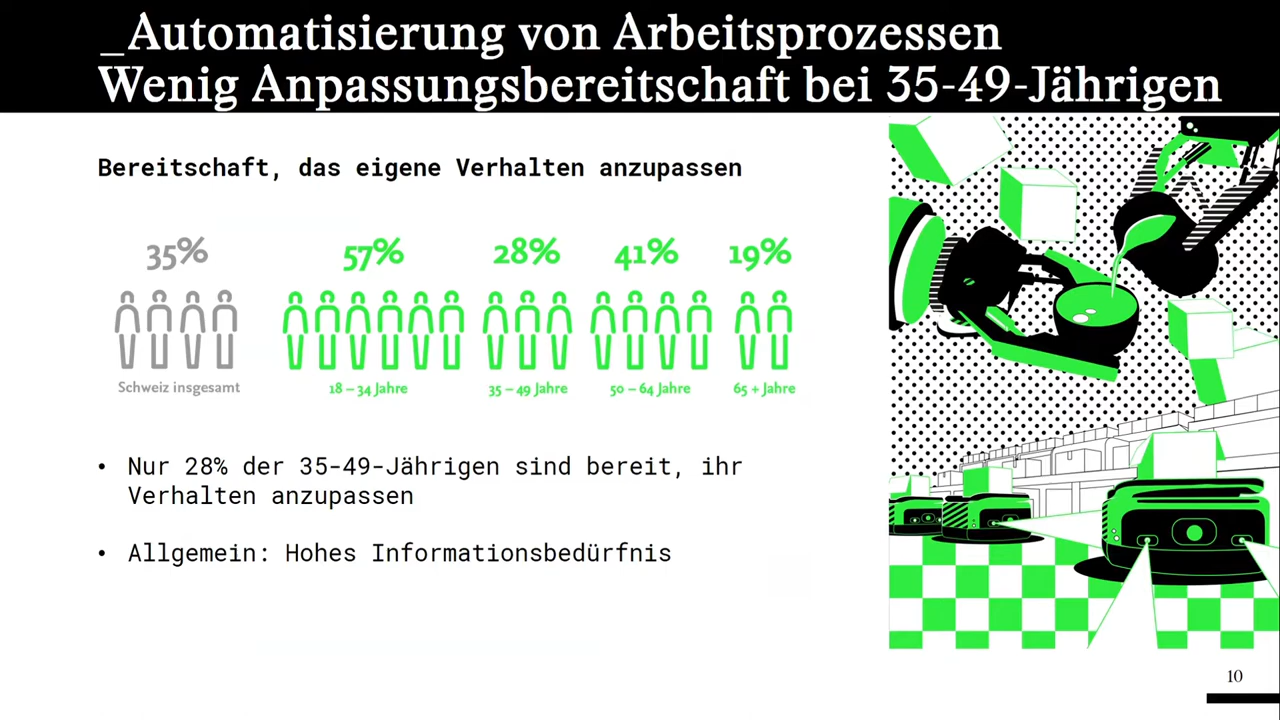 _Automatisierung von Arbeitsprozessen
Wenig Anpassungsbereitschaft bei 35-49-Jährigen
Bereitschaft, das eigene Verhalten anzupassen
35% 57% 28% 41% 19%
Schweiz insgesamt 18 – 34 Jahre 35 – 49 Jahre 50 – 64 Jahre 65 + Jahre
• Nur 28% der 35-49-Jährigen sind bereit, ihr
Verhalten anzupassen
• Allgemein: Hohes Informationsbedürfnis
10